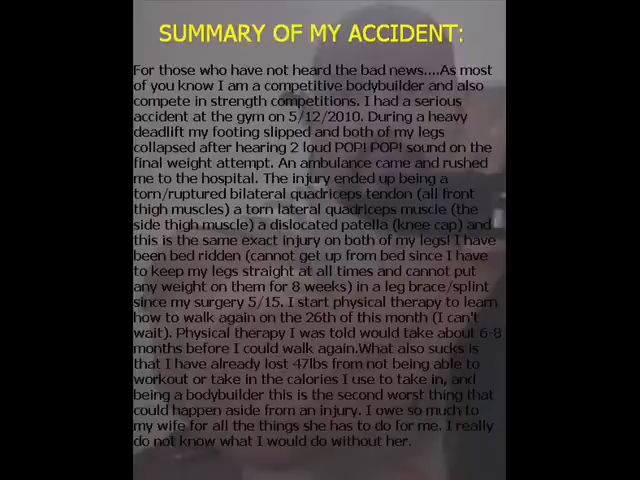 SUMMARY OF MY ACCIDENT:
For those who have not heard the bad news....As most
of you know I am a competitive bodybuilder and also
compete in strength competitions. I had a serious
accident at the gym on 5/12/2010. During a heavy
deadlift my footing slipped and both of my legs
collapsed after hearing 2 loud POP! POP! sound on the
final weight attempt. An ambulance came and rushed
me to the hospital. The injury ended up being a
torn/ruptured bilateral quadriceps tendon (all front
thigh muscles) a torn lateral quadriceps muscle (the
side thigh muscle) a dislocated patella (knee cap) and
this is the same exact injury on both of my legs! I have
been bed ridden (cannot get up from bed since I have
to keep my legs straight at all times and cannot put
any weight on them for 8 weeks) in a leg brace/splint
since my surgery 5/15. I start physical therapy to learn
how to walk again on the 26th of this month (I can't
wait). Physical therapy I was told would take about 6-8
months before I could walk again.What also sucks is
that I have already lost 47lbs from not being able to
workout or take in the calories I use to take in, and
being a bodybuilder this is the second worst thing that
could happen aside from an injury. I owe so much to
my wife for all the things she has to do for me. I really
do not know what I would do without her.